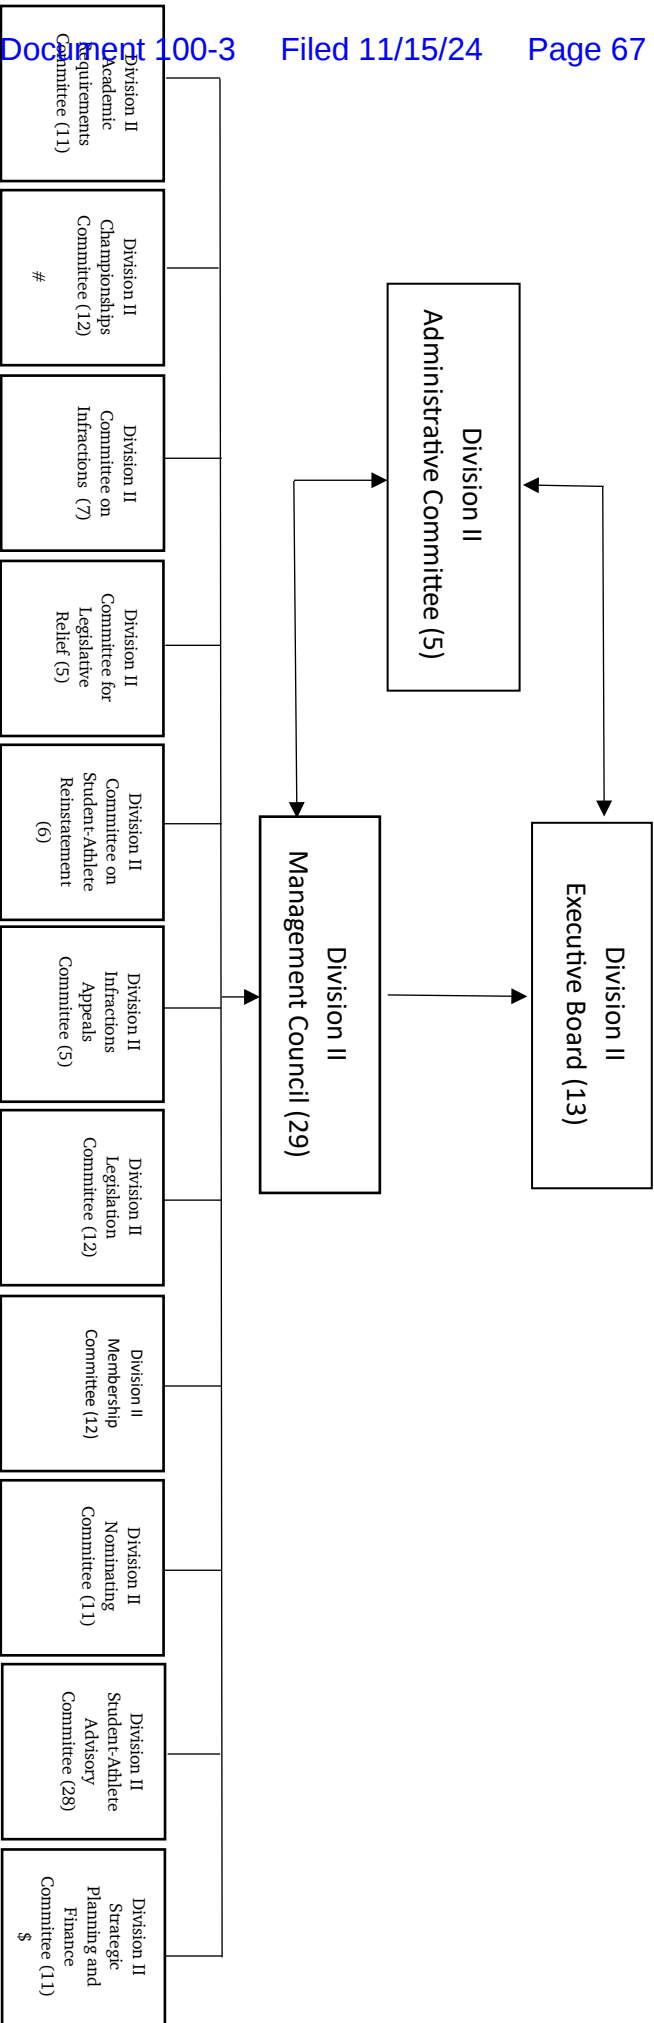 Document 100-3 Filed 11/15/24 Page 67
Division II
Executive Board (13)
Division II
Administrative Committee (5)
Division II
Management Council (29)
Division II
Academic
Requirements
Committee (11)
Division II
Championships
Committee (12)
#
Division II
Committee on
Infractions (7)
Division II
Committee for
Legislative
Relief (5)
Division II
Committee on
Student-Athlete
Reinstatement
(6)
Division II
Infractions
Appeals
Committee (5)
Division II
Legislation
Committee (12)
Division II
Membership
Committee (12)
Division II
Nominating
Committee (11)
Division II
Student-Athlete
Advisory
Committee (28)
Division II
Strategic
Planning and
Finance
Committee (11)
$